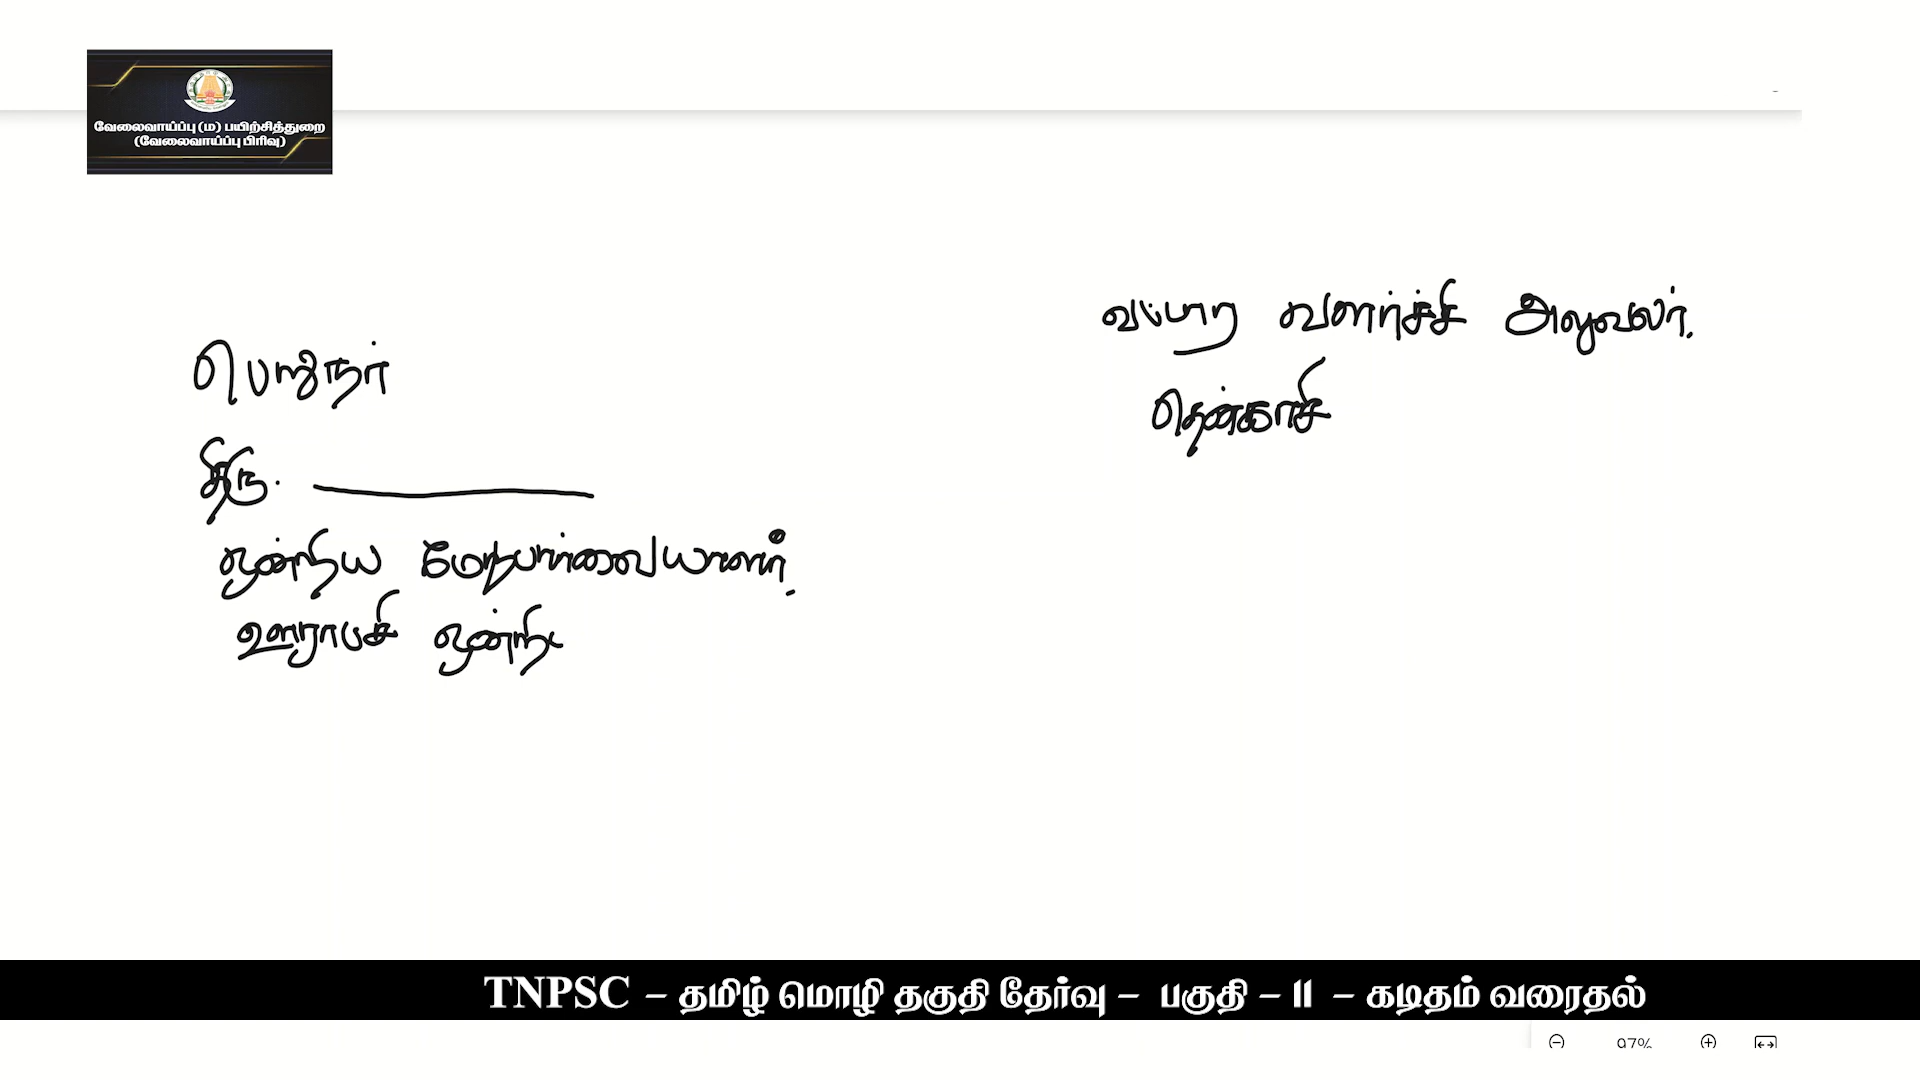 வேலைவாய்ப்பு (ம) பயிற்சித்துறை
(வேலைவாய்ப்பு பிரிவு)
வட்டார வளர்ச்சி அலுவலர்.
தென்காசி
பெறுநர்
திரு.
ஒன்றிய மேற்பார்வையாளர்.
ஊராட்சி ஒன்றிய
TNPSC – தமிழ் மொழி தகுதி தேர்வு – பகுதி – II – கடிதம் வரைதல்
97%